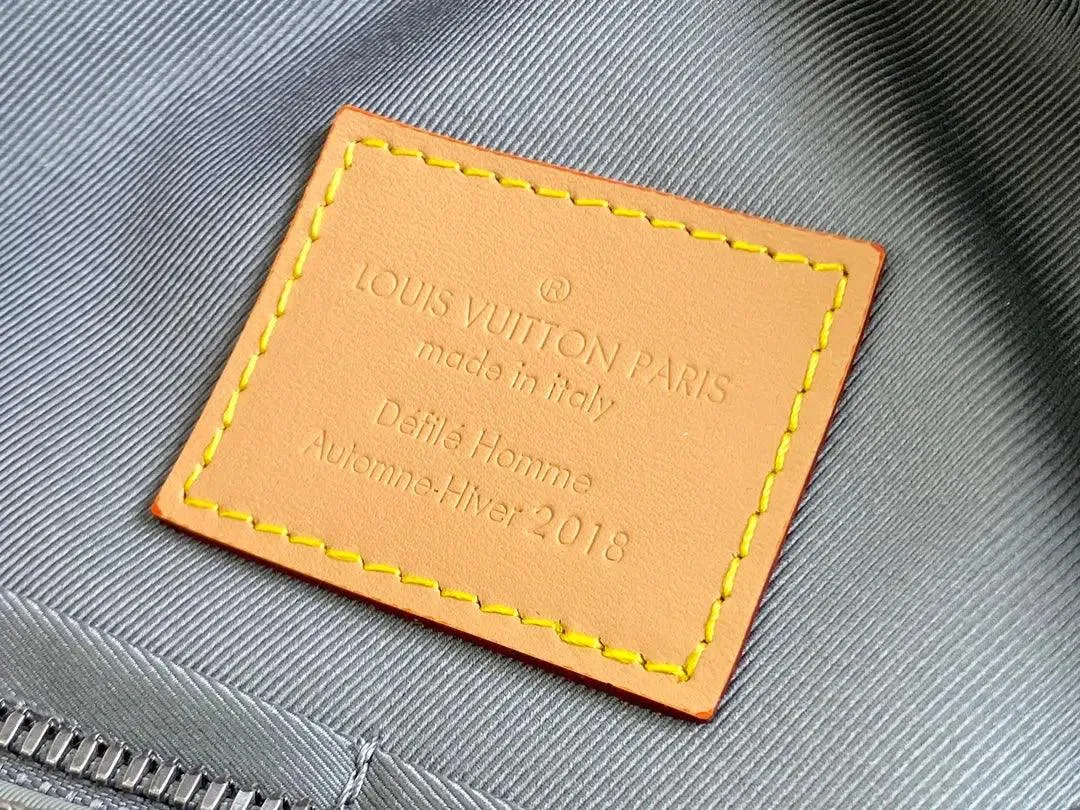 ®
LOUIS VUITTON PARIS
made in italy
Défilé Homme
Automne-Hiver 2018